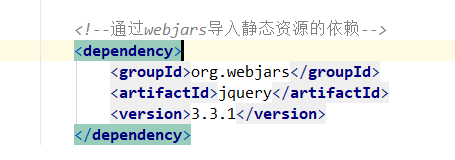 <!--通过webjars导入静态资源的依赖-->
<dependency>
<groupId>org.webjars</groupId>
<artifactId>jquery</artifactId>
<version>3.3.1</version>
</dependency>